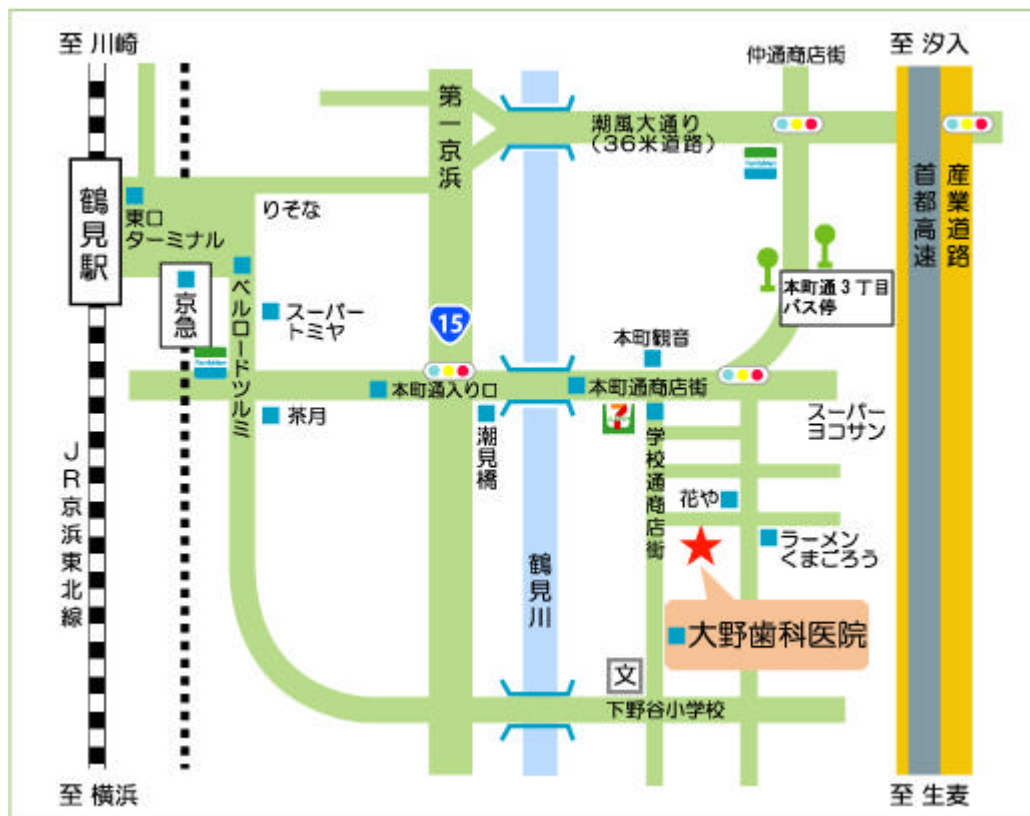 至 川崎
仲通商店街
至 汐入
第一京浜
潮風大通り
（36米道路）
鶴見駅
東口
ターミナル
りそな
首都高速
産業道路
京急
ベルロードツルミ
スーパー
トミヤ
15
本町通3丁目
バス停
本町観音
本町通入り口
本町通商店街
茶月
潮見橋
7
学校通商店街
スーパー
ヨコサン
花や
ラーメン
くまごろう
JR京浜東北線
鶴見川
大野歯科医院
文
下野谷小学校
至 横浜
至 生麦